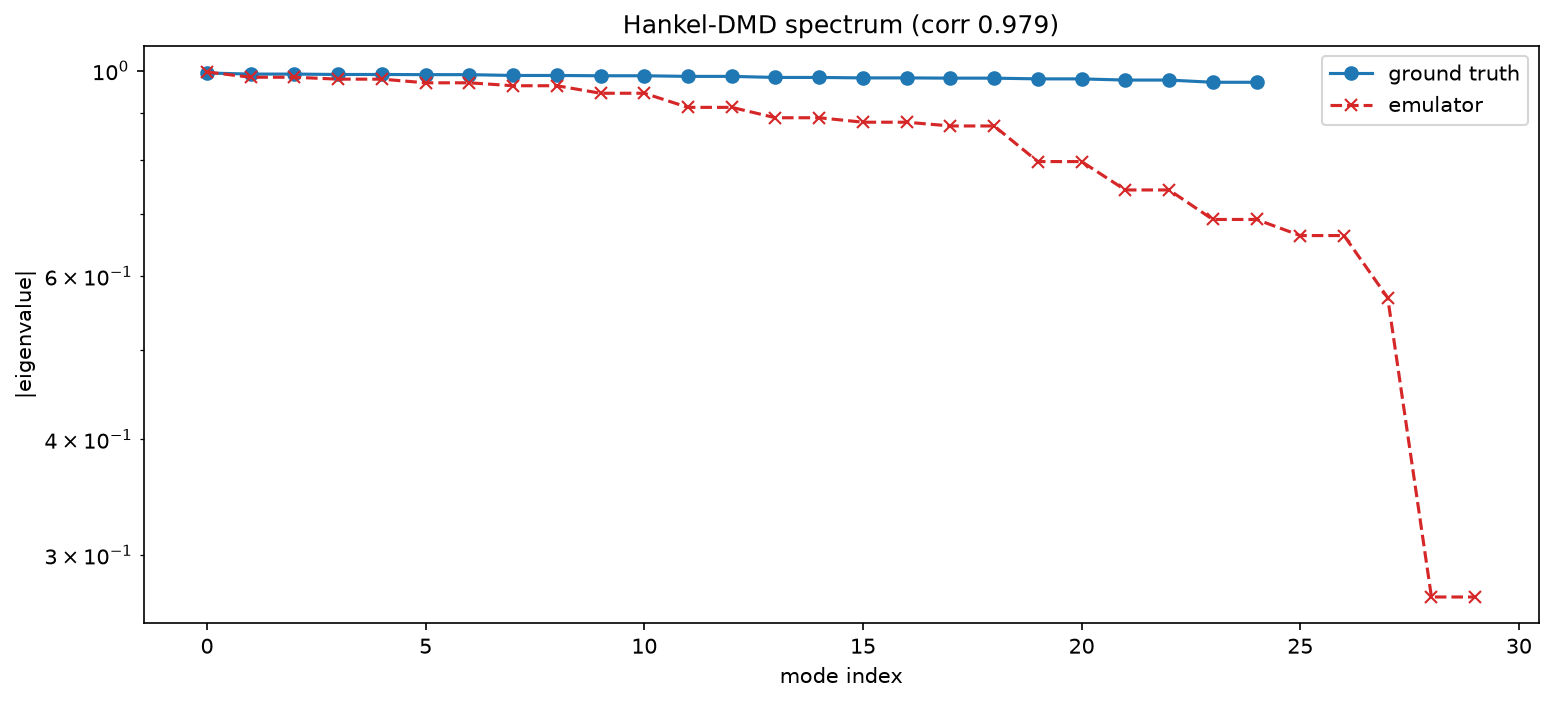 Hankel-DMD spectrum (corr 0.979)
10⁰
6 × 10⁻¹
4 × 10⁻¹
3 × 10⁻¹
|eigenvalue|
ground truth
emulator
0 5 10 15 20 25 30
mode index